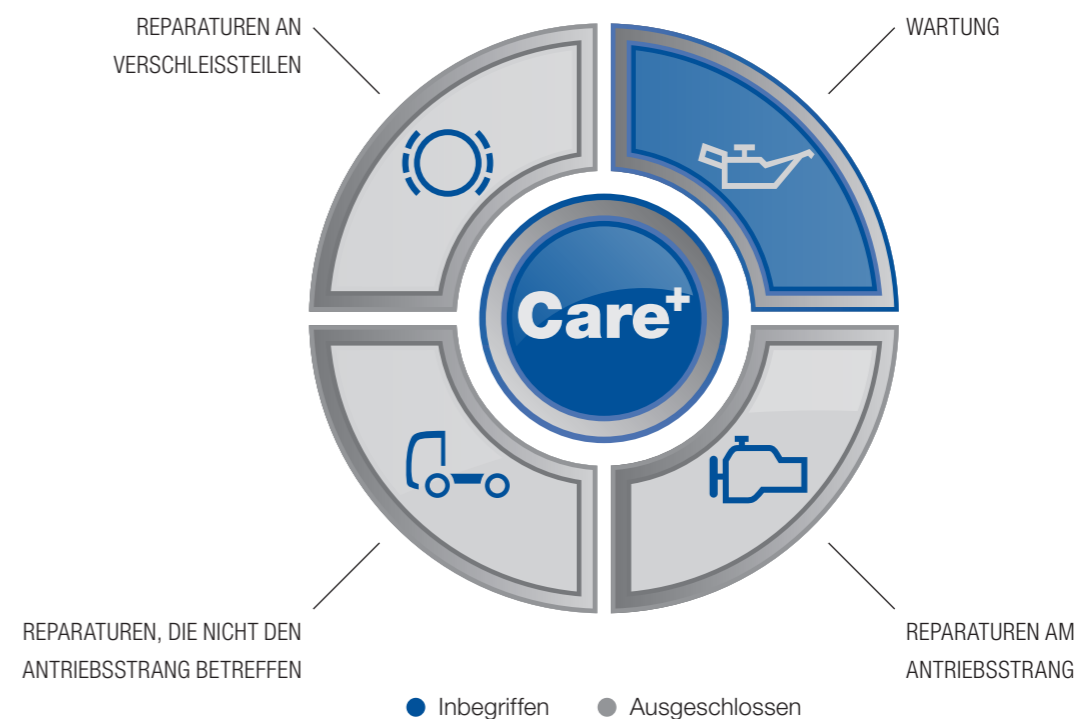 REPARATUREN AN
VERSCHLEISSTEILEN
WARTUNG
Care+
REPARATUREN, DIE NICHT DEN
ANTRIEBSSTRANG BETREFFEN
REPARATUREN AM
ANTRIEBSSTRANG
Inbegriffen
Ausgeschlossen